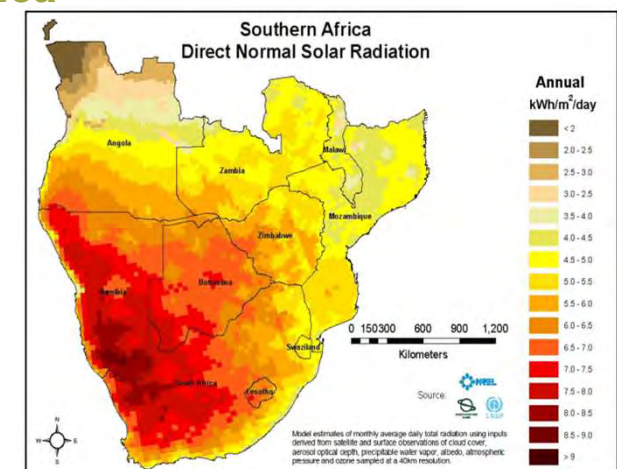 Southern Africa
Direct Normal Solar Radiation
Annual
kWh/m²/day
< 2
2.0 - 2.5
2.5 - 3.0
3.0 - 2.5
3.5 - 4.0
4.0 - 4.5
4.5 - 5.0
5.0 - 5.5
5.5 - 6.0
6.0 - 6.5
6.5 - 7.0
7.0 - 7.5
7.5 - 8.0
8.0 - 8.5
8.5 - 9.0
> 9
Angola
Zambia
Malawi
Mozambique
Zimbabwe
Namibia
Botswana
Swaziland
South Africa
Lesotho
0 150 300 600 900 1,200
Kilometers
Source:
NREL
N
W
E
S
Model estimates of monthly average daily total radiation using inputs
derived from satellite and surface observations of cloud cover,
aerosol optical depth, precipitable water vapor, albedo, atmospheric
pressure and ozone sampled at a 40km resolution.